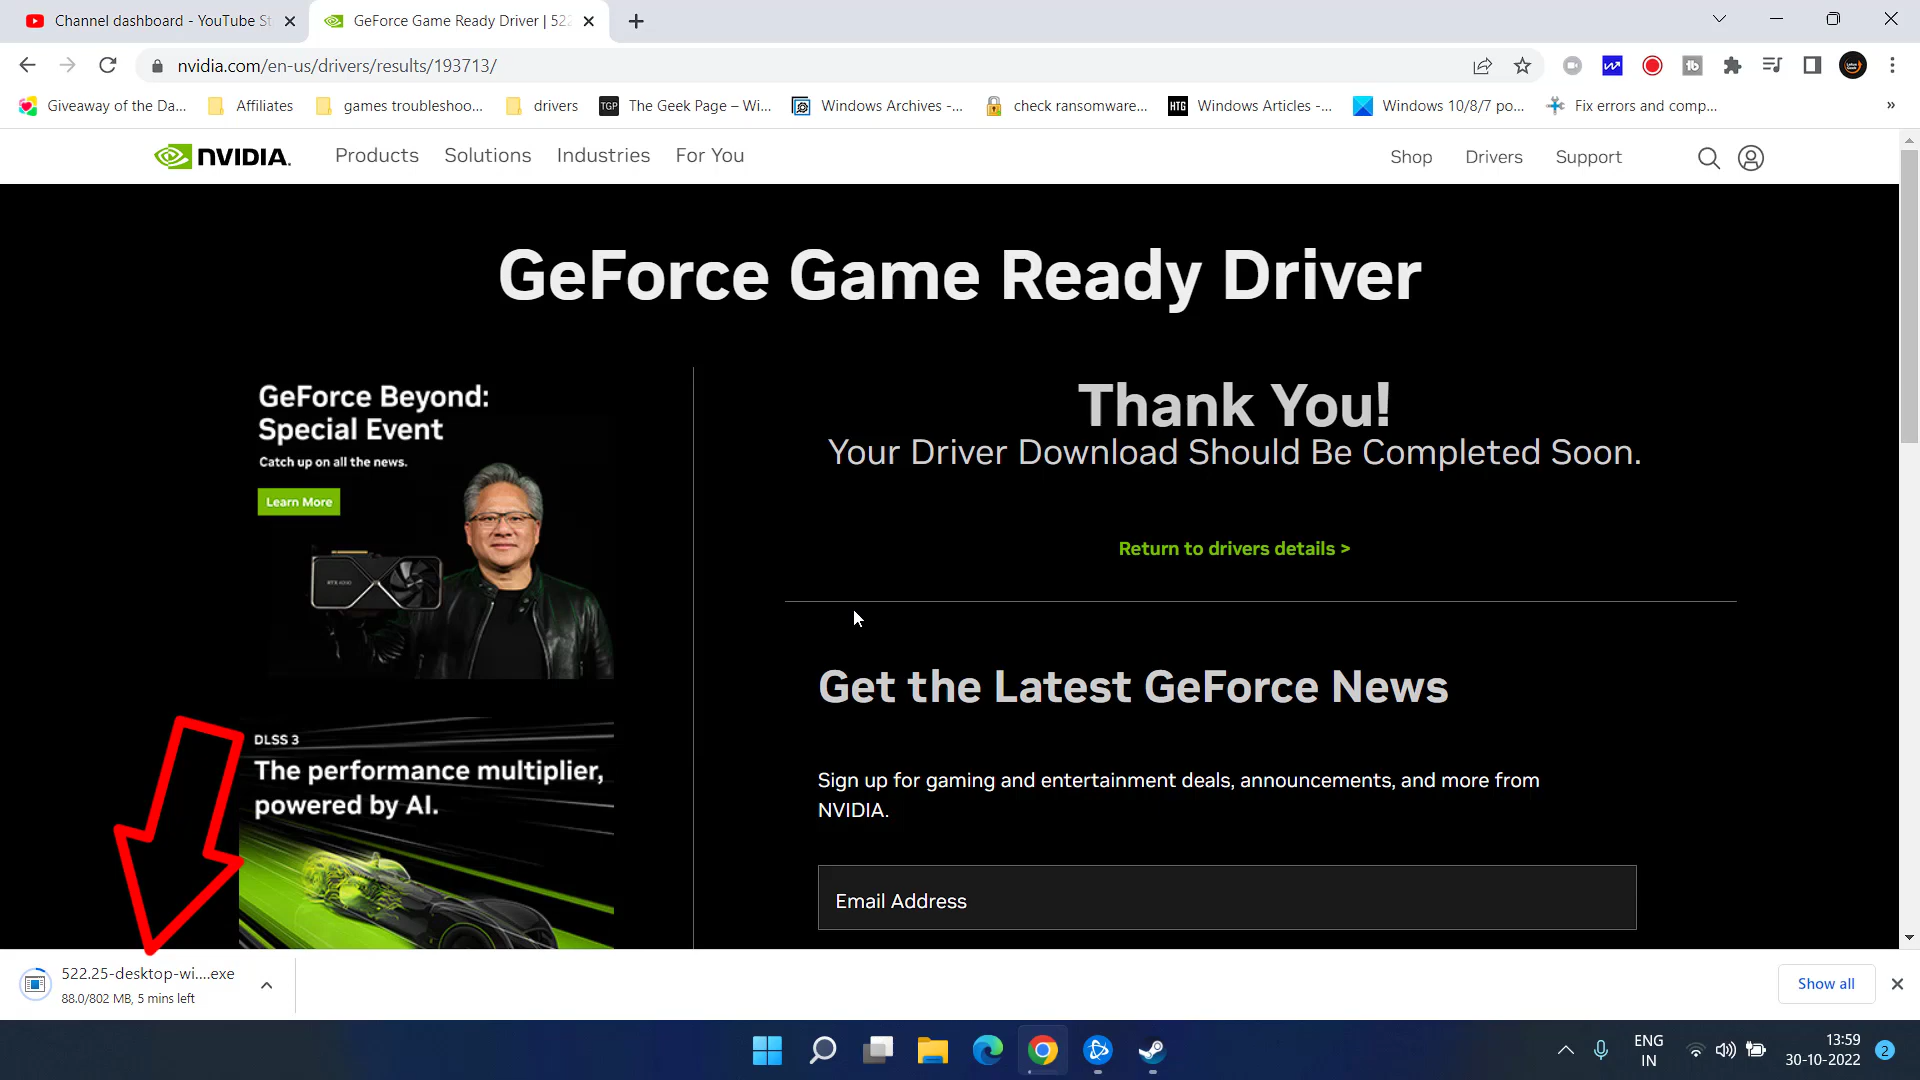 Channel dashboard - YouTube St
GeForce Game Ready Driver | 522
nvidia.com/en-us/drivers/results/193713/
Giveaway of the Da...
Affiliates
games troubleshoo...
drivers
TGP
The Geek Page – Wi...
Windows Archives -...
check ransomware...
HTG
Windows Articles -...
Windows 10/8/7 po...
Fix errors and comp...
»
NVIDIA.
Products
Solutions
Industries
For You
Shop
Drivers
Support
GeForce Game Ready Driver
GeForce Beyond:
Special Event
Catch up on all the news.
Learn More
RTX 4090
Thank You!
Your Driver Download Should Be Completed Soon.
Return to drivers details >
Get the Latest GeForce News
Sign up for gaming and entertainment deals, announcements, and more from
NVIDIA.
Email Address
DLSS 3
The performance multiplier,
powered by AI.
522.25-desktop-wi....exe
88.0/802 MB, 5 mins left
Show all
ENG
IN
13:59
30-10-2022
2